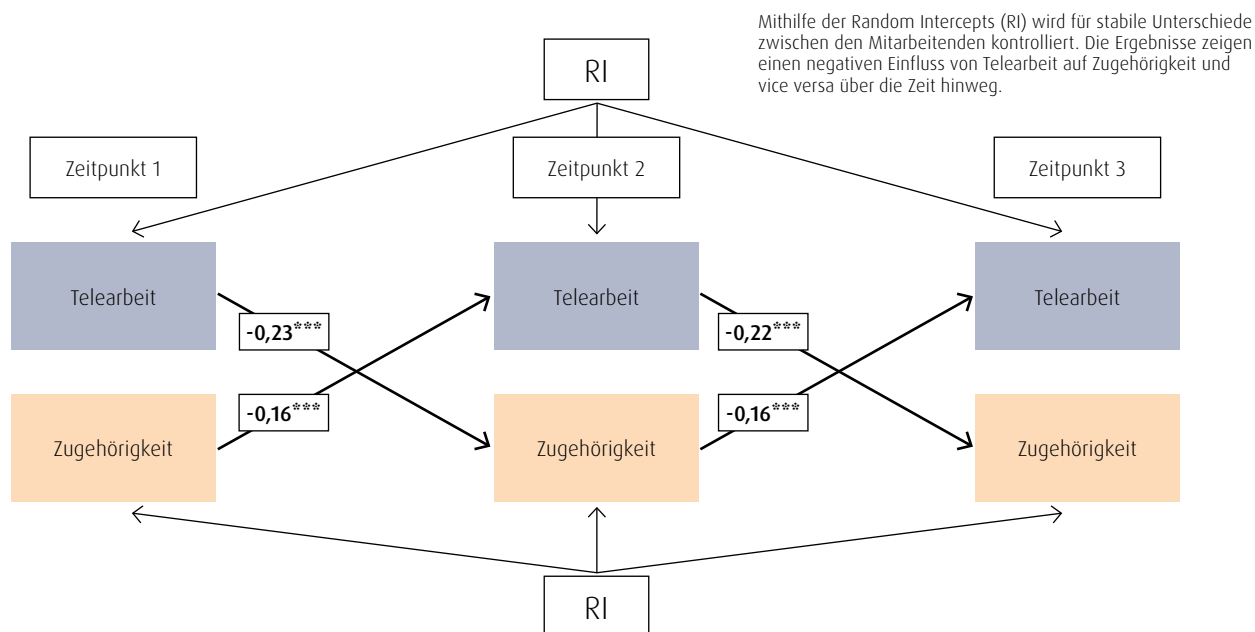 Mithilfe der Random Intercepts (RI) wird für stabile Unterschiede
zwischen den Mitarbeitenden kontrolliert. Die Ergebnisse zeigen
einen negativen Einfluss von Telearbeit auf Zugehörigkeit und
vice versa über die Zeit hinweg.
RI
Zeitpunkt 1
Zeitpunkt 2
Zeitpunkt 3
Telearbeit
Telearbeit
Telearbeit
-0,23***
-0,22***
-0,16***
-0,16***
Zugehörigkeit
Zugehörigkeit
Zugehörigkeit
RI